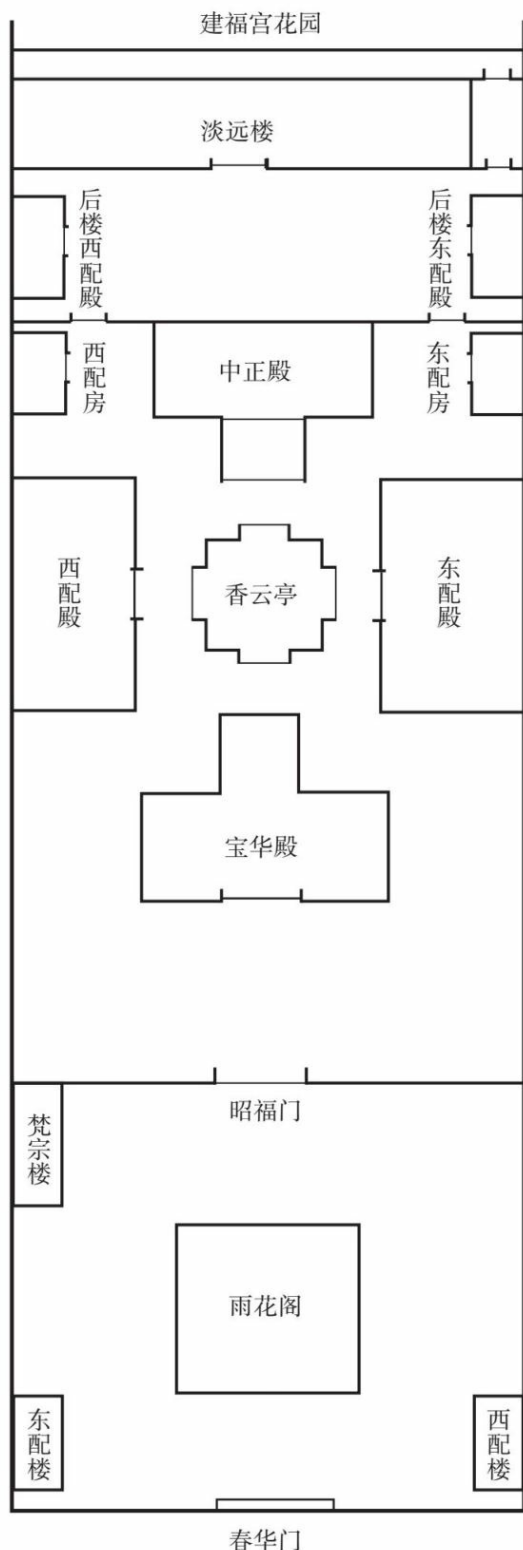 建福宫花园
淡远楼
后楼西配殿
后楼东配殿
西配房
中正殿
东配房
西配殿
香云亭
东配殿
宝华殿
昭福门
梵宗楼
雨花阁
东配楼
西配楼
春华门